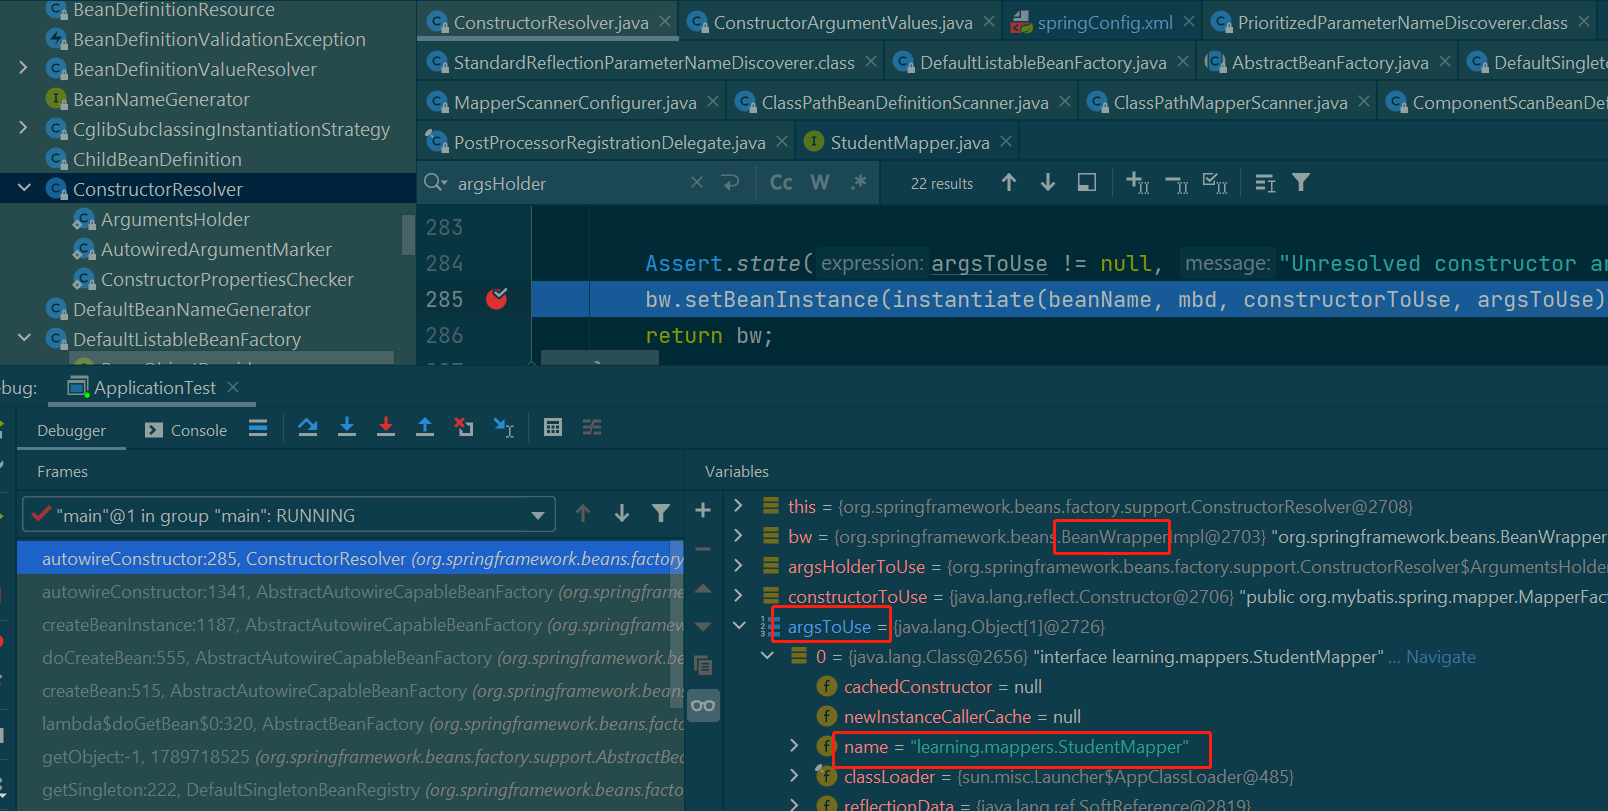 BeanDefinitionResource
BeanDefinitionValidationException
BeanDefinitionValueResolver
BeanNameGenerator
CglibSubclassingInstantiationStrategy
ChildBeanDefinition
ConstructorResolver
ArgumentsHolder
AutowiredArgumentMarker
ConstructorPropertiesChecker
DefaultBeanNameGenerator
DefaultListableBeanFactory
ConstructorResolver.java ConstructorArgumentValues.java springConfig.xml PrioritizedParameterNameDiscoverer.class
StandardReflectionParameterNameDiscoverer.class DefaultListableBeanFactory.java AbstractBeanFactory.java DefaultSingleto
MapperScannerConfigurer.java ClassPathBeanDefinitionScanner.java ClassPathMapperScanner.java ComponentScanBeanDef
PostProcessorRegistrationDelegate.java StudentMapper.java
argsHolder Cc W .* 22 results
283
284 Assert.state( expression: argsToUse != null, message: "Unresolved constructor ar
285 bw.setBeanInstance(instantiate(beanName, mbd, constructorToUse, argsToUse)
286 return bw;
bug: ApplicationTest
Debugger Console
Frames
"main"@1 in group "main": RUNNING
autowireConstructor:285, ConstructorResolver (org.springframework.beans.factory
autowireConstructor:1341, AbstractAutowireCapableBeanFactory (org.springframe
createBeanInstance:1187, AbstractAutowireCapableBeanFactory (org.springframew
doCreateBean:555, AbstractAutowireCapableBeanFactory (org.springframework.be
createBean:515, AbstractAutowireCapableBeanFactory (org.springframework.bean
lambda$doGetBean$0:320, AbstractBeanFactory (org.springframework.beans.facto
getObject:-1, 1789718525 (org.springframework.beans.factory.support.AbstractBe
getSingleton:222, DefaultSingletonBeanRegistry (org.springframework.beans.facto
Variables
this = {org.springframework.beans.factory.support.ConstructorResolver@2708}
bw = {org.springframework.beans.BeanWrapperImpl@2703} "org.springframework.beans.BeanWrapper
argsHolderToUse = {org.springframework.beans.factory.support.ConstructorResolver$ArgumentsHolder
constructorToUse = {java.lang.reflect.Constructor@2706} "public org.mybatis.spring.mapper.MapperFac
argsToUse = {java.lang.Object[1]@2726}
0 = {java.lang.Class@2656} "interface learning.mappers.StudentMapper" ... Navigate
cachedConstructor = null
newInstanceCallerCache = null
name = "learning.mappers.StudentMapper"
classLoader = {sun.misc.Launcher$AppClassLoader@485}
reflectionData = {java.lang.ref.SoftReference@2819}